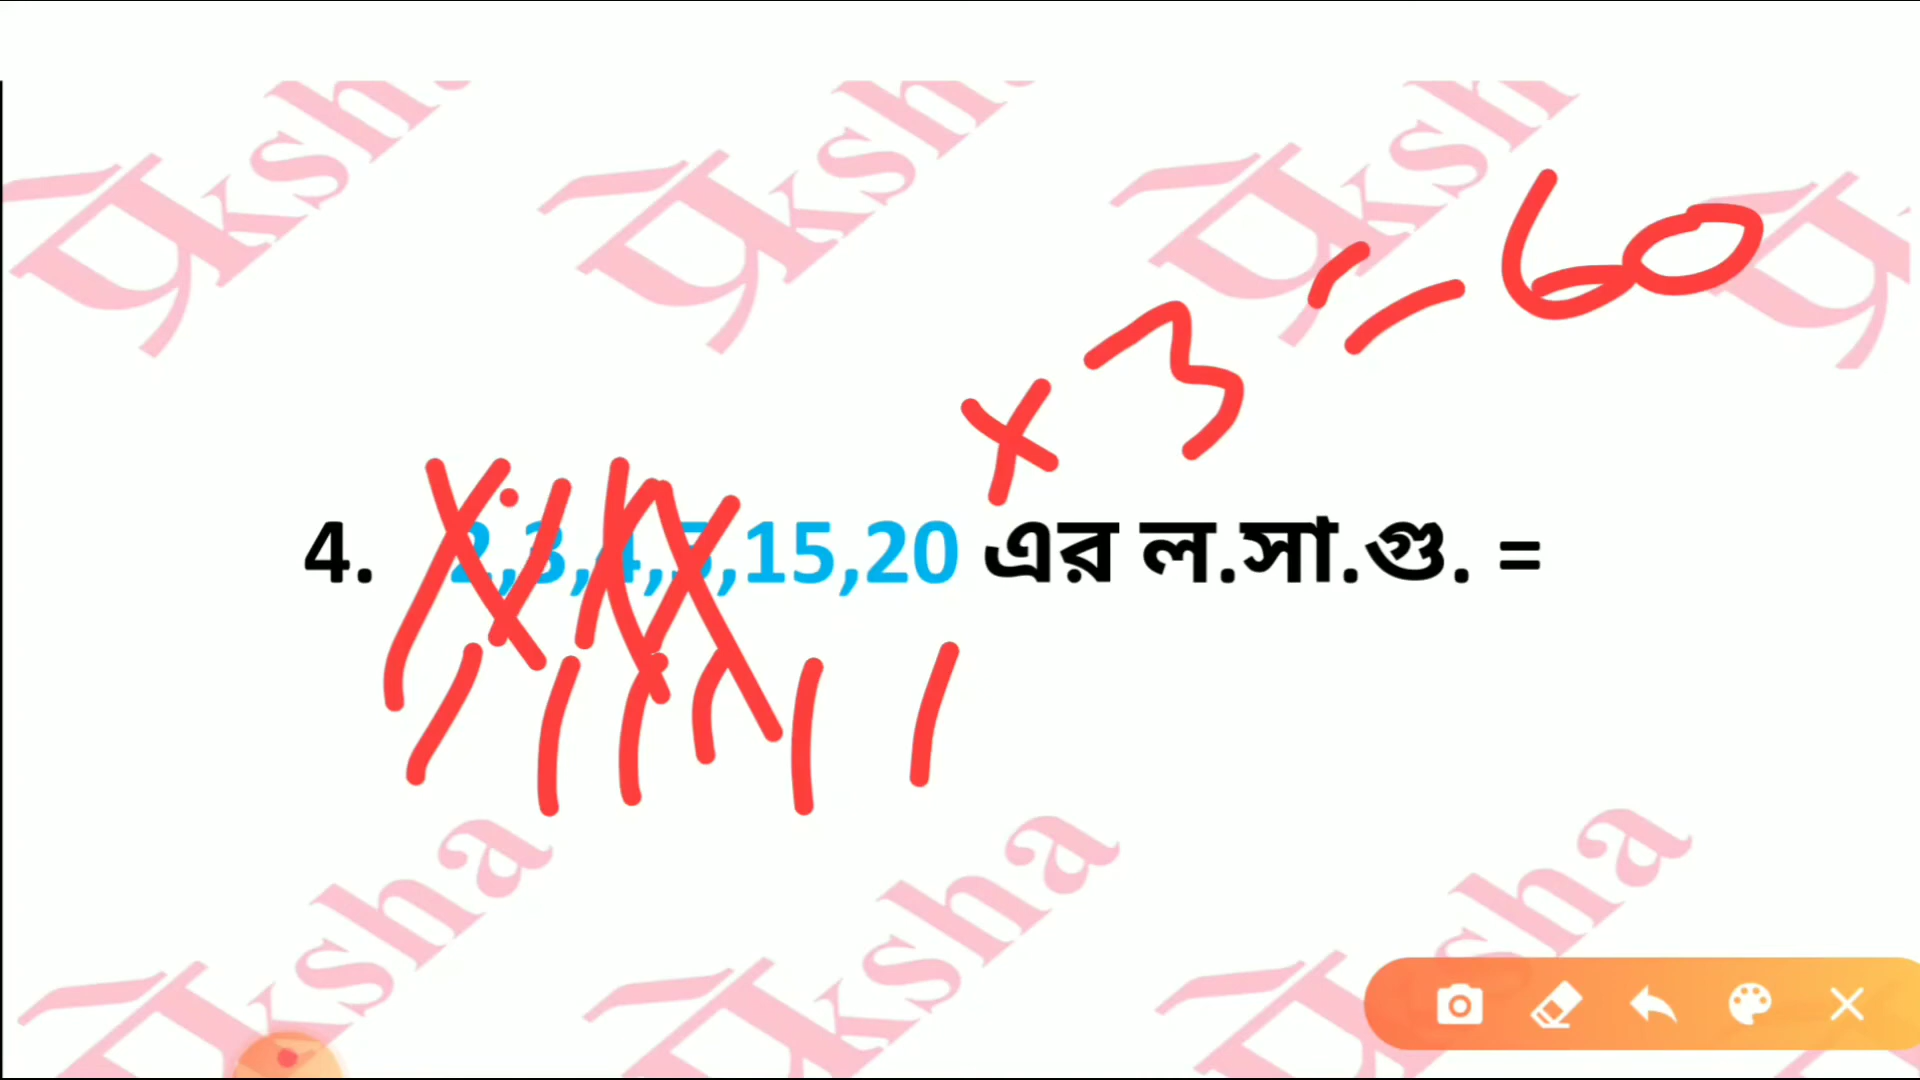 × 3 = 60
4. 2,3,4,5,15,20 এর ল.সা.গু. =